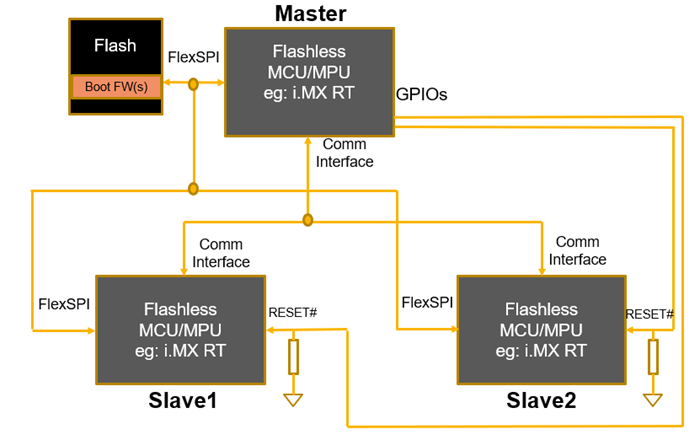 Master
Flash
FlexSPI
Boot FW(s)
Flashless
MCU/MPU
eg: i.MX RT
GPIOs
Comm
Interface
Comm
Interface
Comm
Interface
FlexSPI
Flashless
MCU/MPU
eg: i.MX RT
RESET#
FlexSPI
Flashless
MCU/MPU
eg: i.MX RT
RESET#
Slave1
Slave2